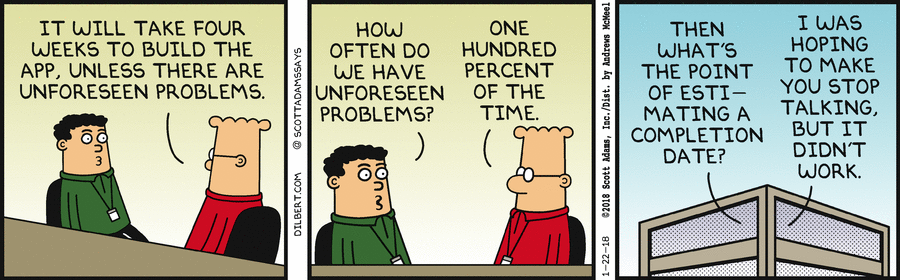 IT WILL TAKE FOUR
WEEKS TO BUILD THE
APP, UNLESS THERE ARE
UNFORESEEN PROBLEMS.
DILBERT.COM @SCOTTADAMSSAYS
HOW
OFTEN DO
WE HAVE
UNFORESEEN
PROBLEMS?
ONE
HUNDRED
PERCENT
OF THE
TIME.
1-22-18 ©2018 Scott Adams, Inc./Dist. by Andrews McMeel
THEN
WHAT'S
THE POINT
OF ESTI-
MATING A
COMPLETION
DATE?
I WAS
HOPING
TO MAKE
YOU STOP
TALKING,
BUT IT
DIDN'T
WORK.